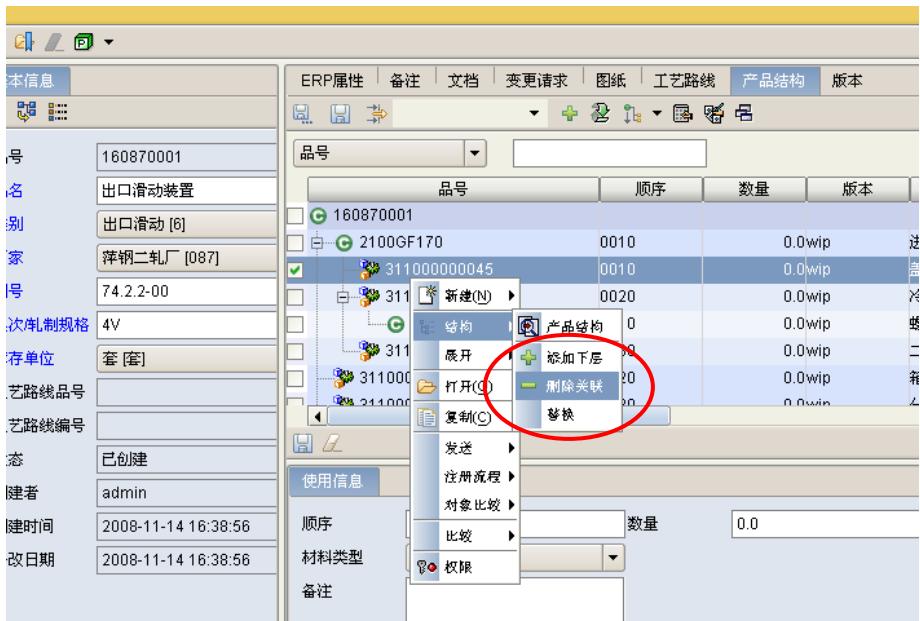 本信息
ERP属性 备注 文档 变更请求 图纸 工艺路线 产品结构 版本
品号
品号 顺序 数量 版本
160870001
2100GF170 0010 0.0 wip
311000000045 0010 0.0 wip
311 0020 0.0 wip
0 0.0 wip
311 0.0 wip
31100 20 0.0 wip
31100 0.0 wip
号 160870001
名 出口滑动装置
别 出口滑动 [6]
家 萍钢二轧厂 [087]
号 74.2.2-00
次/轧制规格 4V
存单位 套 [套]
艺路线品号
艺路线编号
态 已创建
建者 admin
建时间 2008-11-14 16:38:56
改日期 2008-11-14 16:38:56
新建(N)
结构
展开
打开(O)
复制(C)
发送
注册流程
对象比较
比较
权限
产品结构
添加下层
删除关联
替换
使用信息
顺序 数量 0.0
材料类型
备注